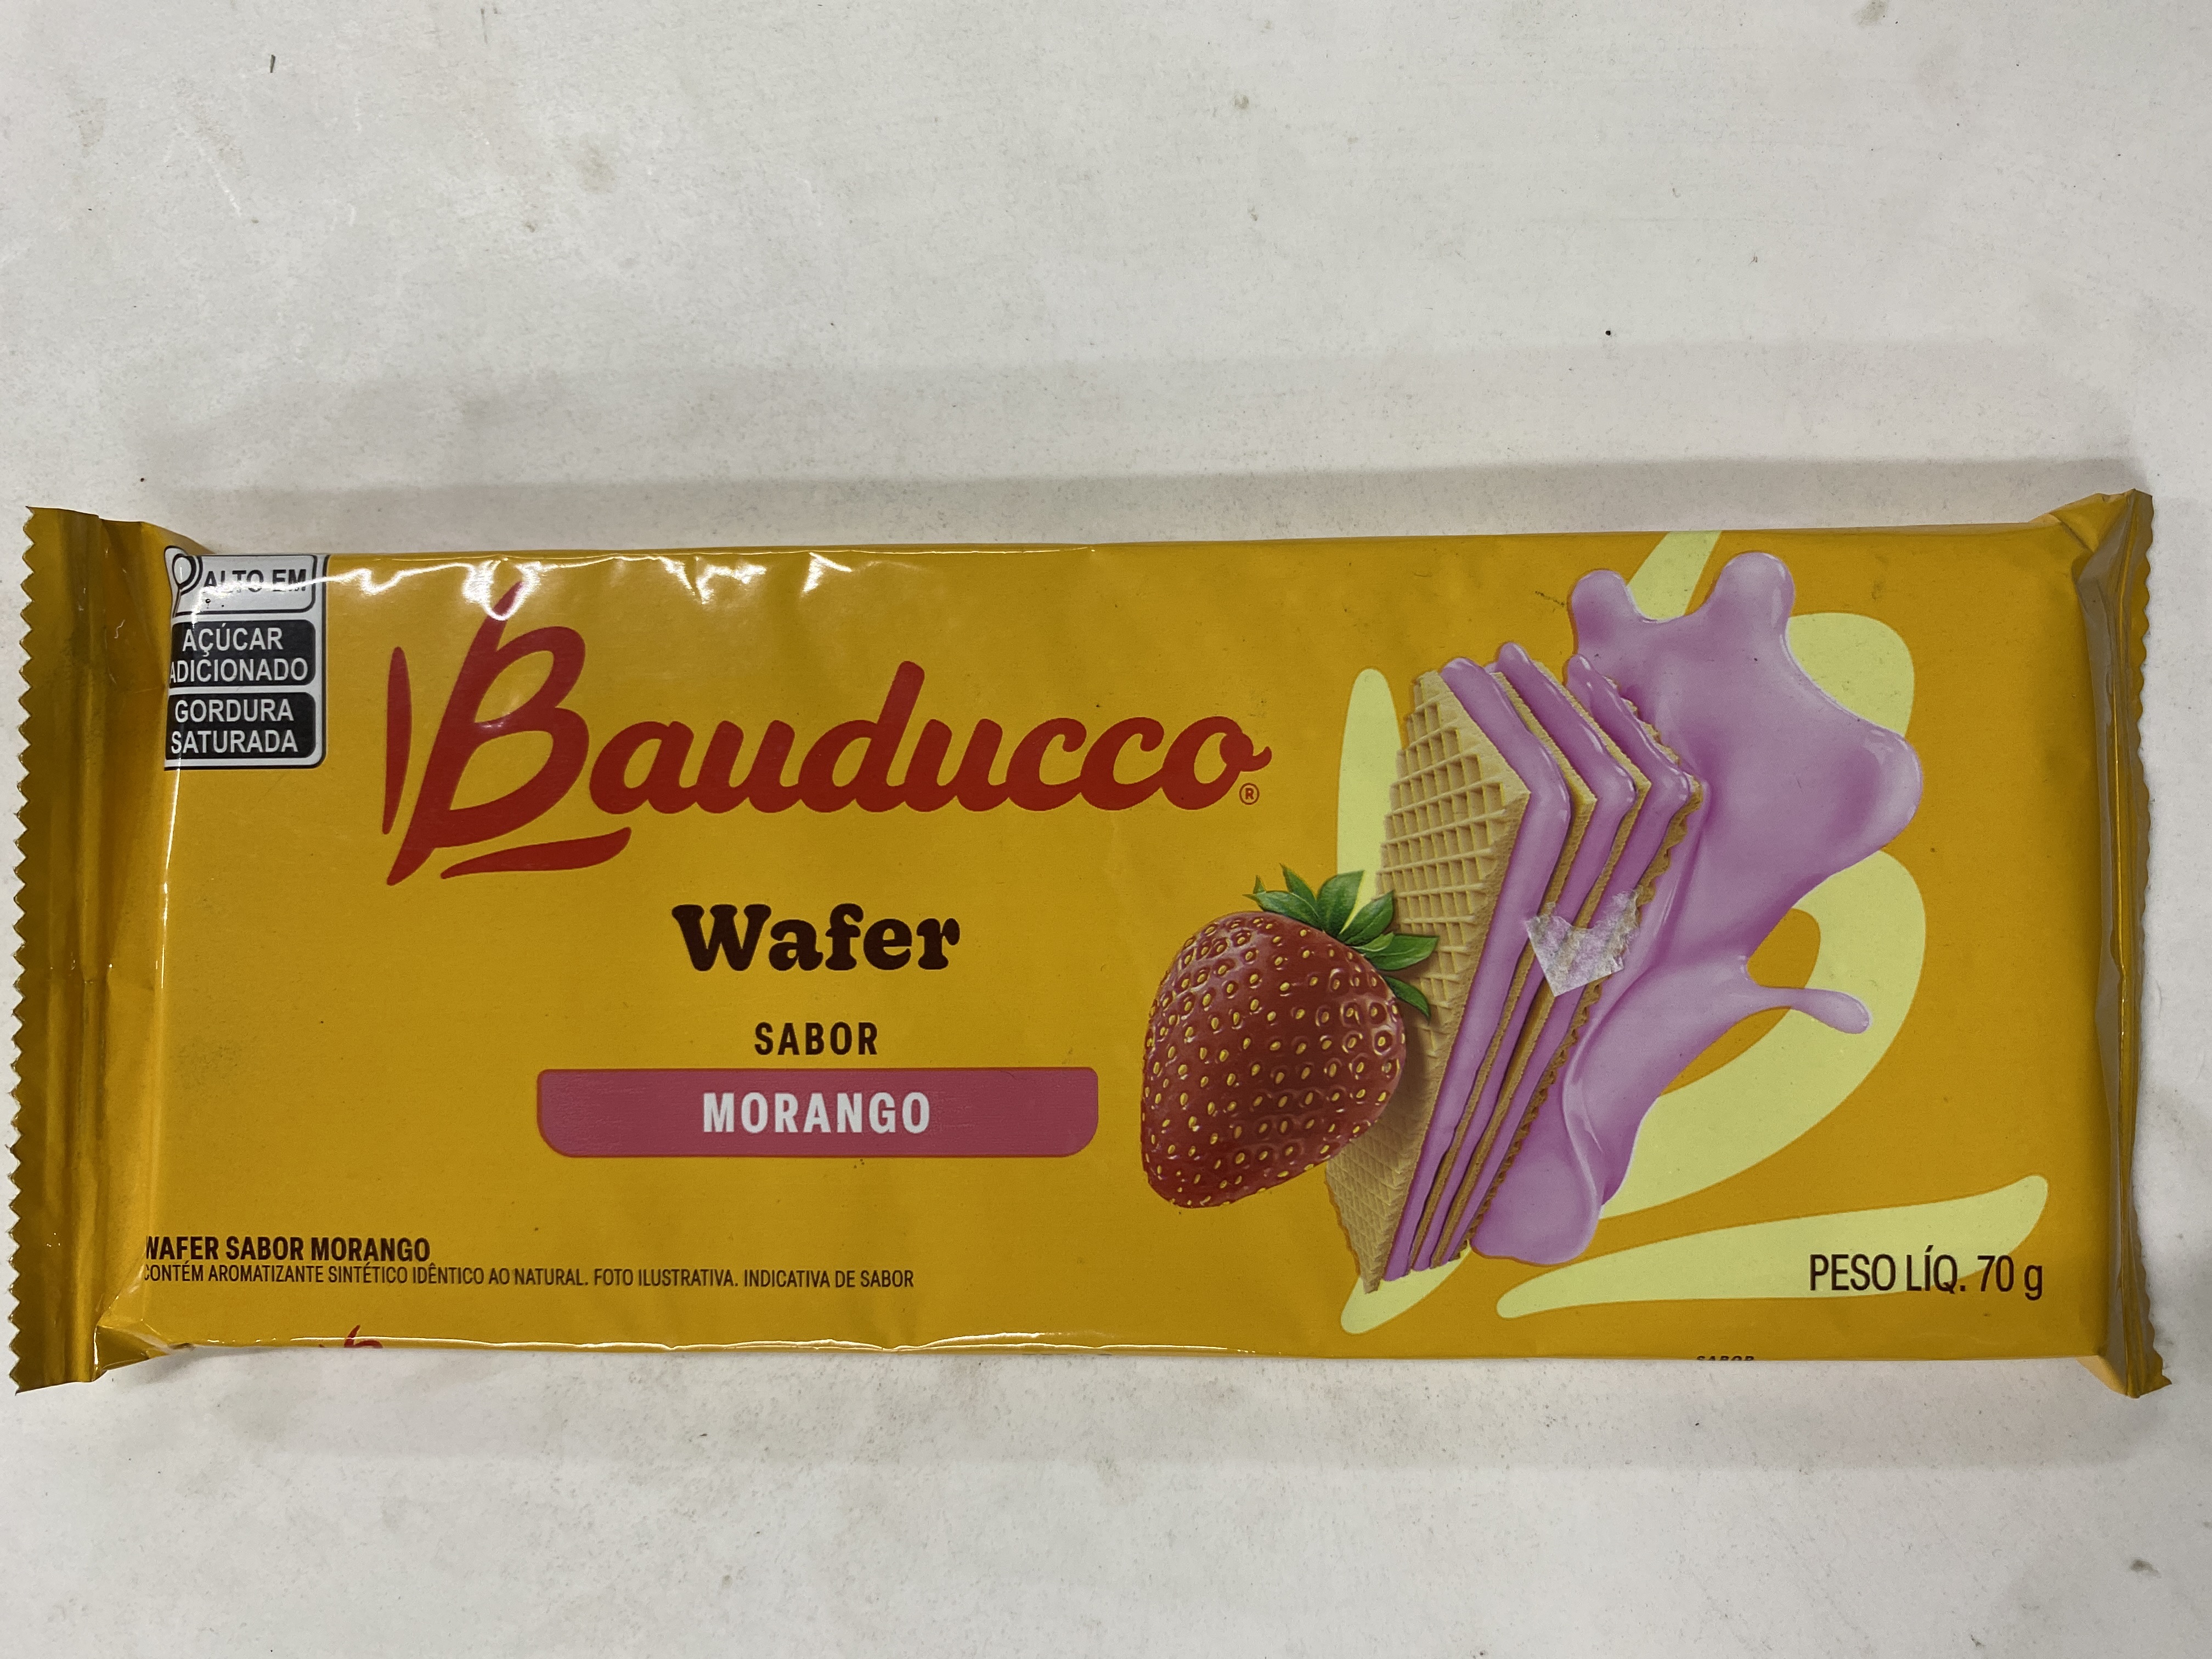 ALTO EM
AÇÚCAR
ADICIONADO
GORDURA
SATURADA
Bauducco®
Wafer
SABOR
MORANGO
WAFER SABOR MORANGO
CONTÉM AROMATIZANTE SINTÉTICO IDÊNTICO AO NATURAL. FOTO ILUSTRATIVA. INDICATIVA DE SABOR
PESO LÍQ. 70 g
SABOR